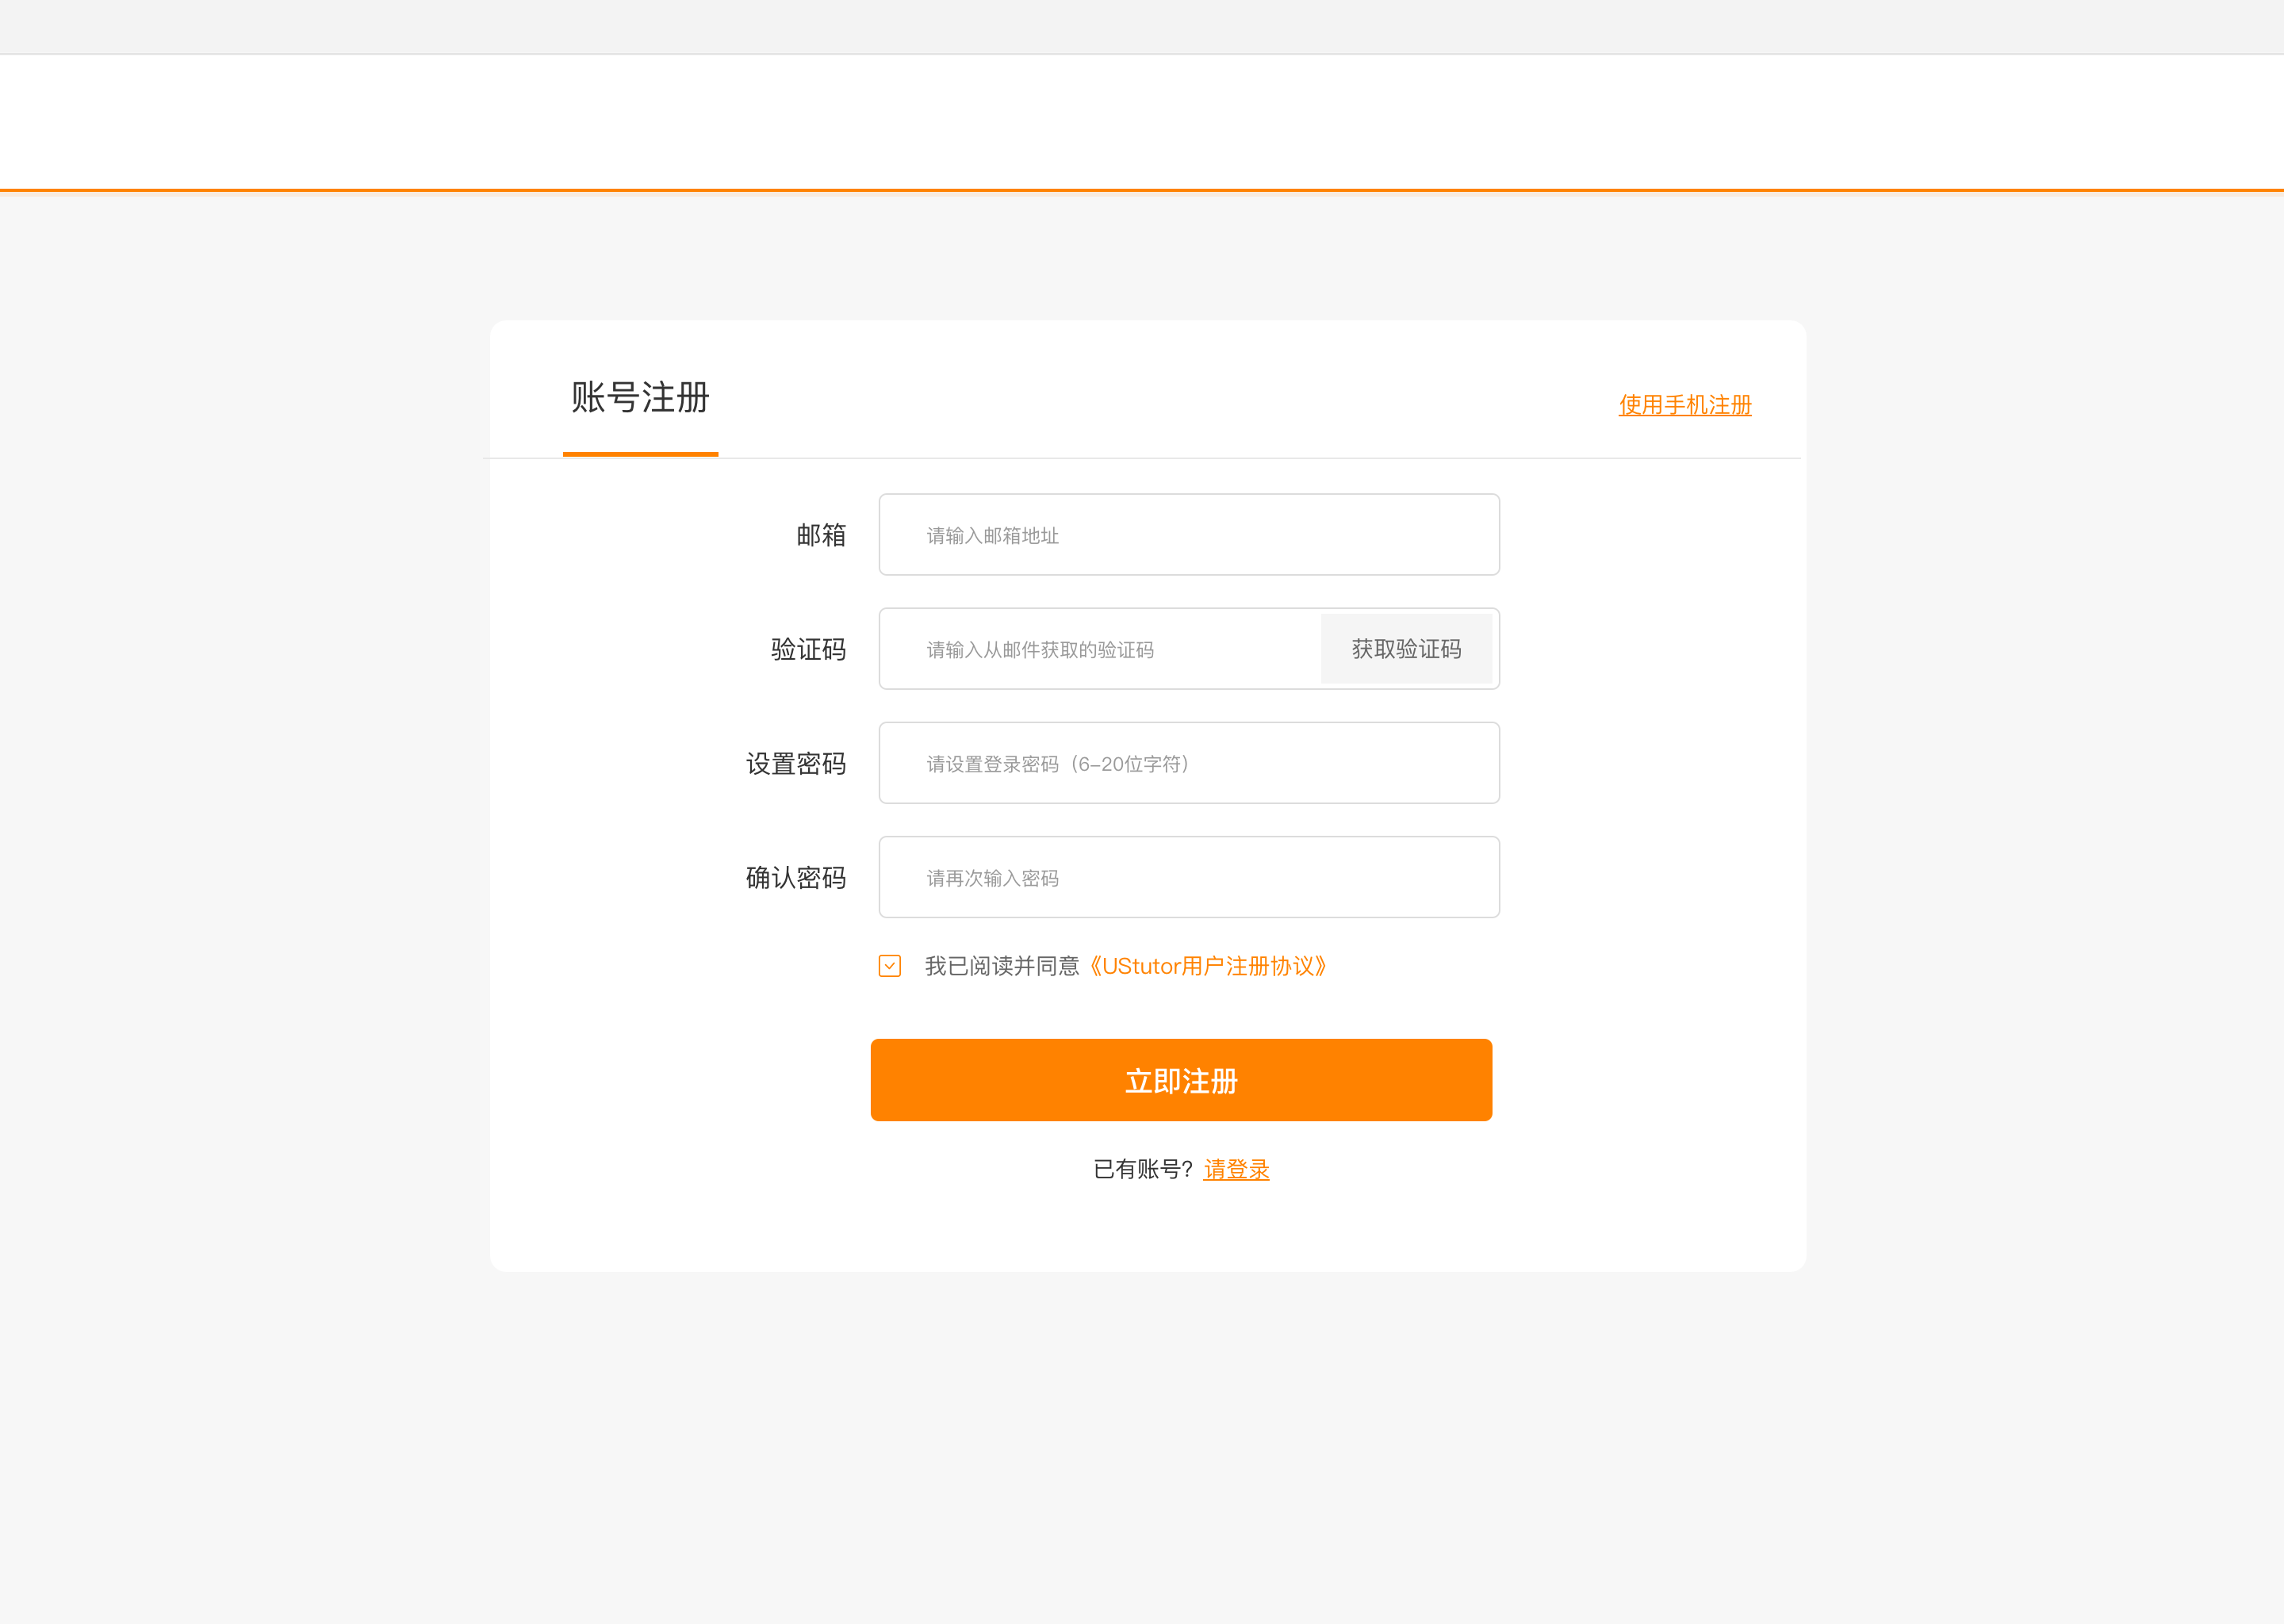 账号注册
使用手机注册
邮箱
请输入邮箱地址
验证码
请输入从邮件获取的验证码
获取验证码
设置密码
请设置登录密码（6-20位字符）
确认密码
请再次输入密码
我已阅读并同意《UStutor用户注册协议》
立即注册
已有账号？请登录